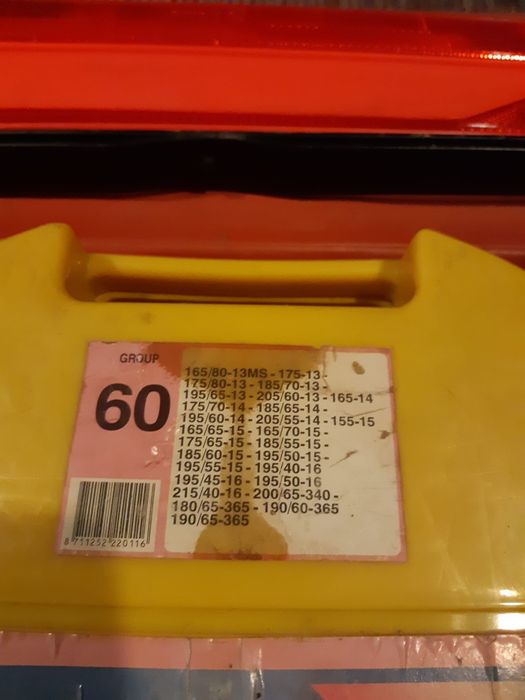 GROUP
60
165/80-13MS - 175-13 -
175/80-13 - 185/70-13 -
195/65-13 - 205/60-13 - 165-14
175/70-14 - 185/65-14 -
195/60-14 - 205/55-14 - 155-15
165/65-15 - 165/70-15 -
175/65-15 - 185/55-15 -
185/60-15 - 195/50-15 -
195/55-15 - 195/40-16
195/45-16 - 195/50-16
215/40-16 - 200/65-340 -
180/65-365 - 190/60-365
190/65-365
8 711252 220116